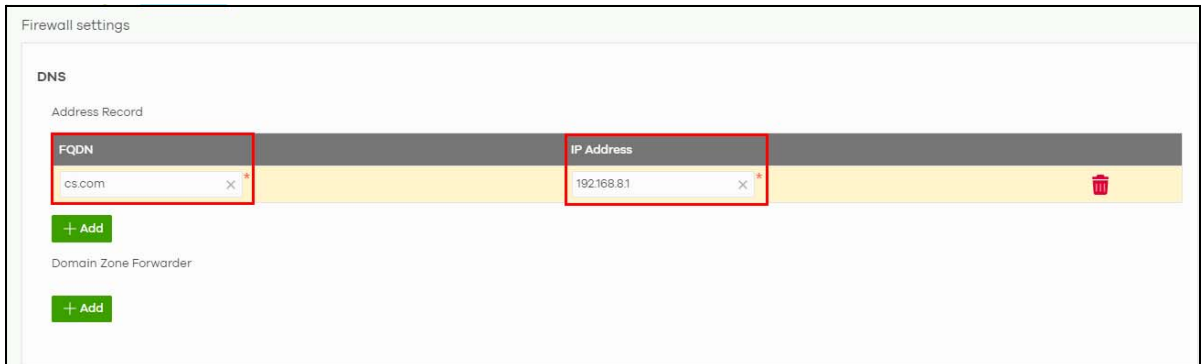 Firewall settings
DNS
Address Record
FQDN IP Address
cs.com × * 192.168.8.1 × *
+ Add
Domain Zone Forwarder
+ Add